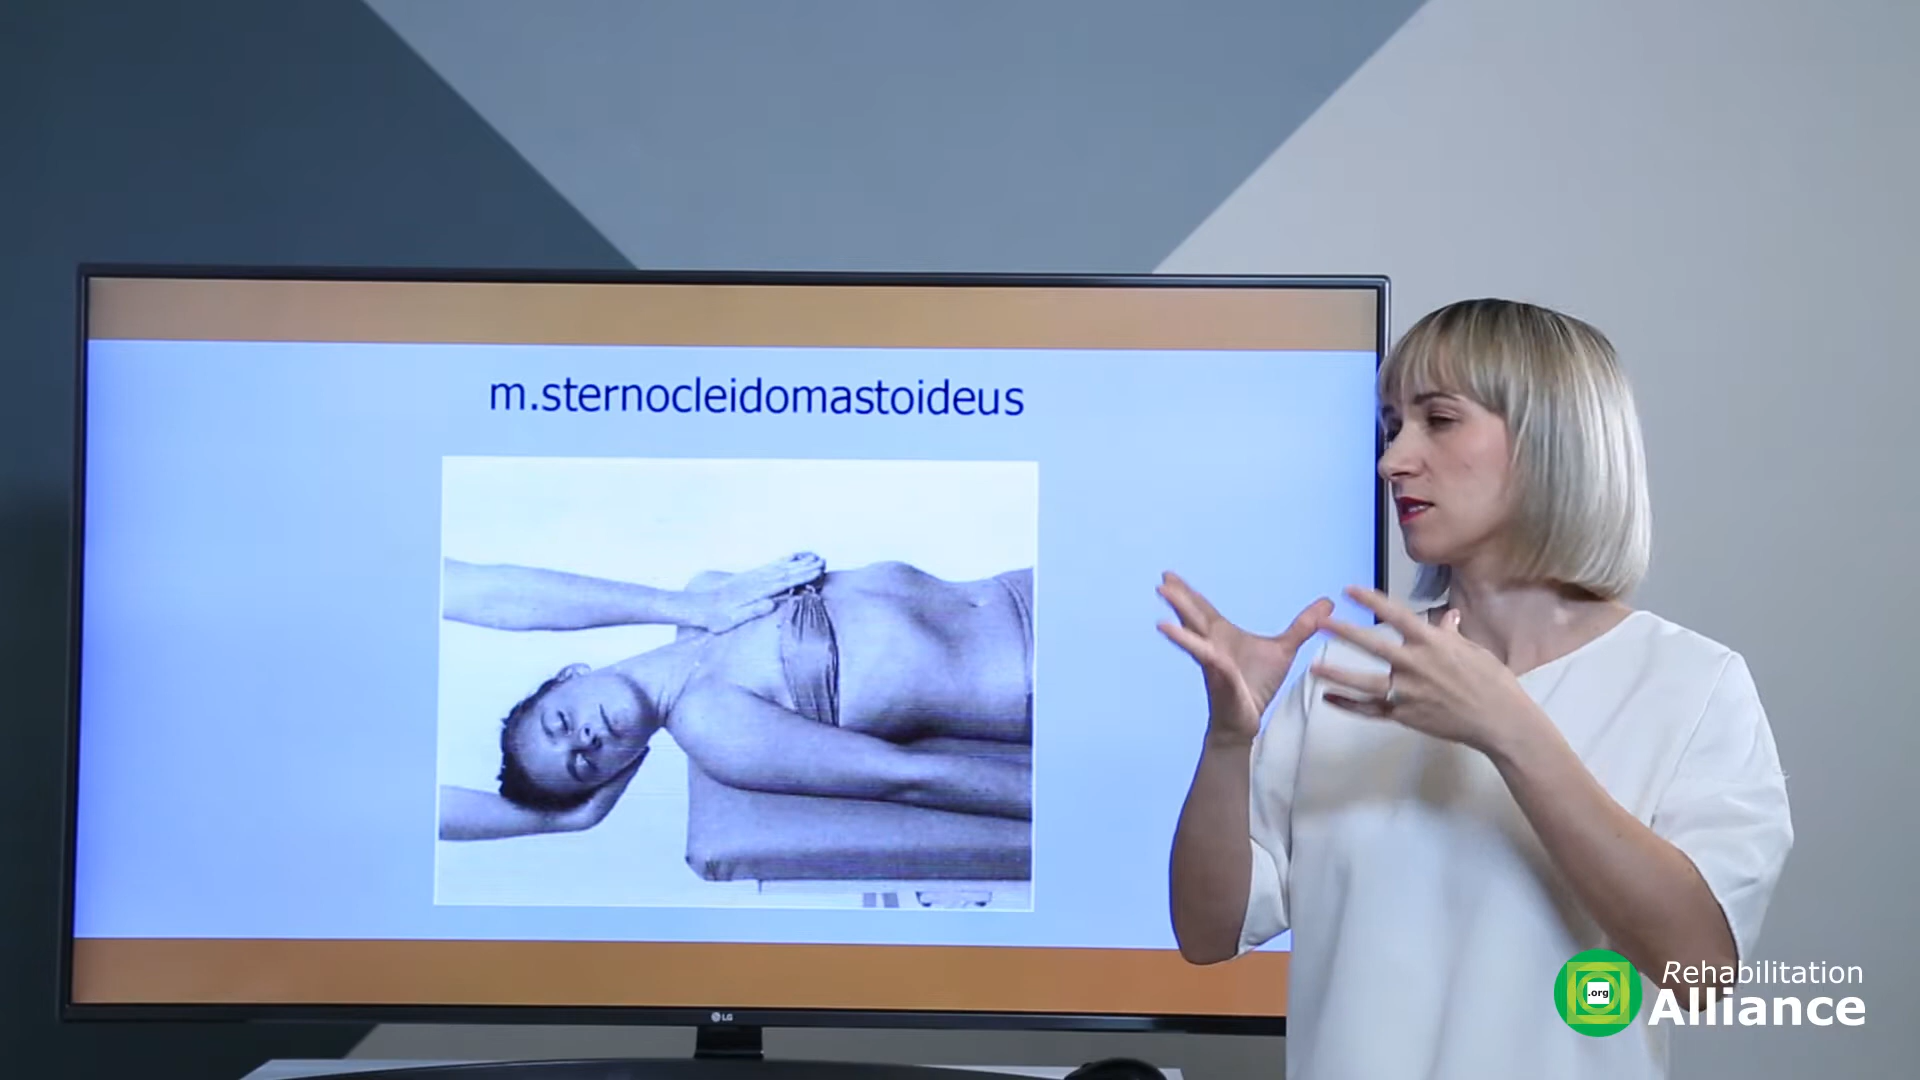 m.sternocleidomastoideus
LG
.org
Rehabilitation
Alliance